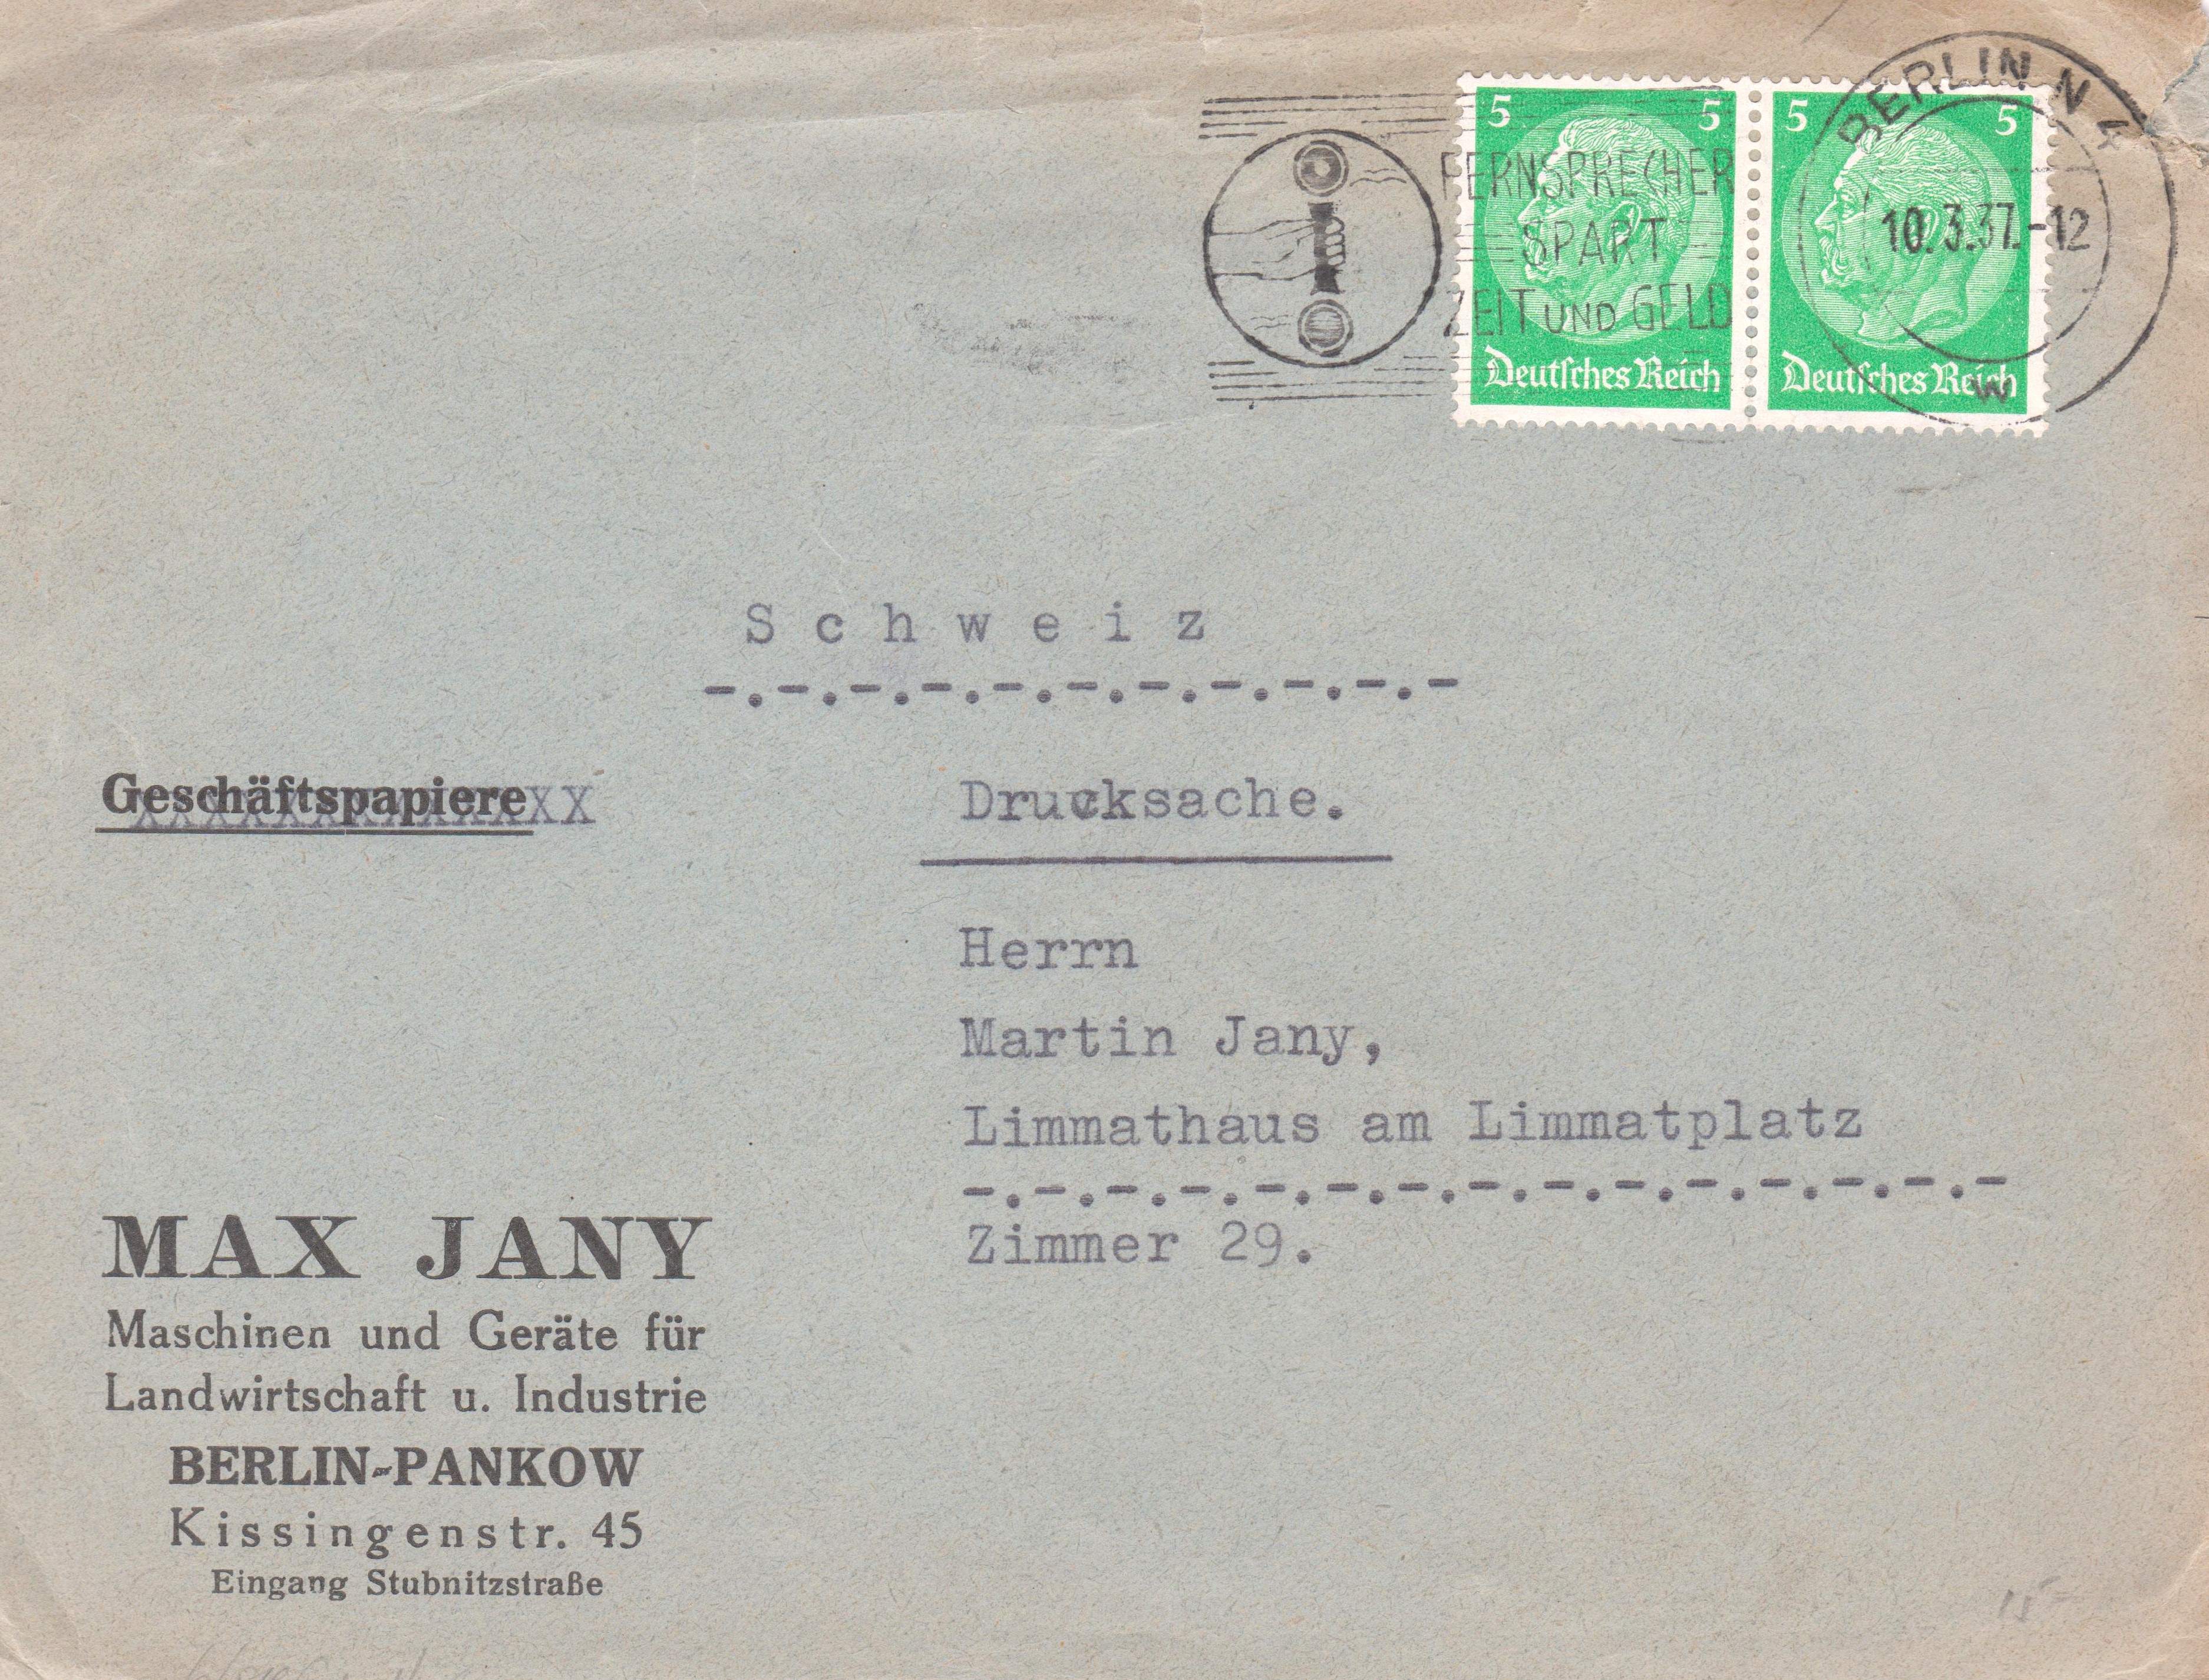 5 5 5 5
BERLIN N 4
FERNSPRECHER
SPART
ZEIT UND GELD
10.3.37.-12
Deutsches Reich Deutsches Reich
w
Schweiz
Geschäftspapiere
Drucksache.
Herrn
Martin Jany,
Limmathaus am Limmatplatz
Zimmer 29.
MAX JANY
Maschinen und Geräte für
Landwirtschaft u. Industrie
BERLIN-PANKOW
Kissingenstr. 45
Eingang Stubnitzstraße